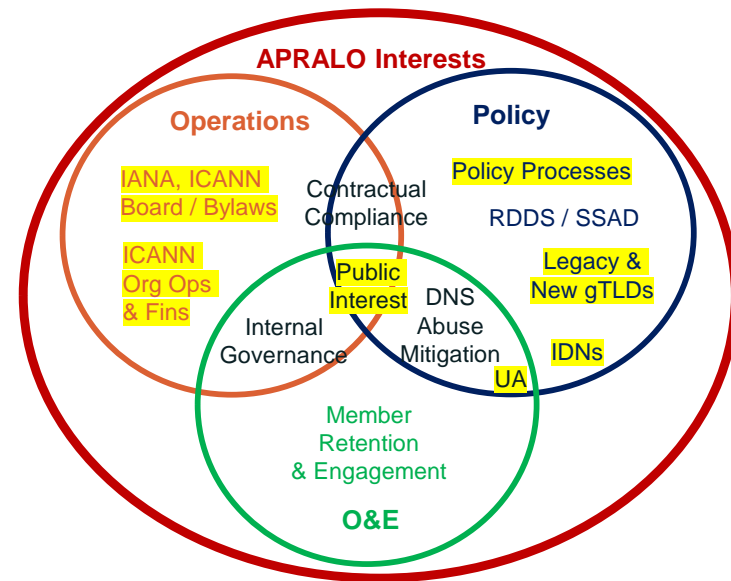 APRALO Interests
Operations
Policy
IANA, ICANN
Board / Bylaws
ICANN
Org Ops
& Fins
Contractual
Compliance
Policy Processes
RDDS / SSAD
Legacy &
New gTLDs
IDNs
Public
Interest
Internal
Governance
DNS
Abuse
Mitigation
UA
Member
Retention
& Engagement
O&E